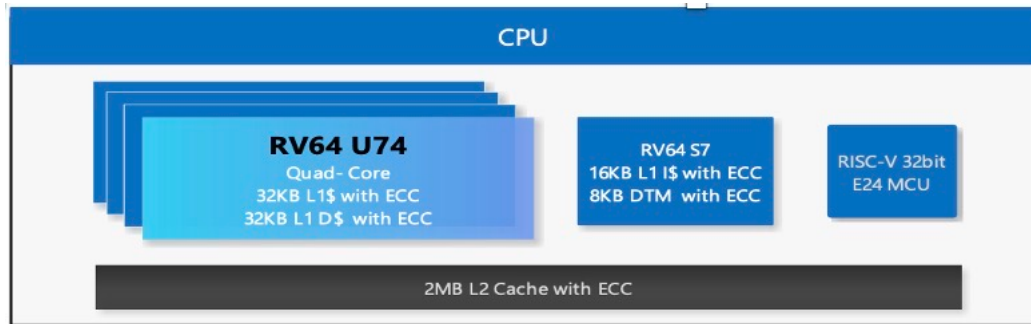 CPU
RV64 U74
Quad- Core
32KB L1$ with ECC
32KB L1 D$ with ECC
RV64 S7
16KB L1 I$ with ECC
8KB DTM with ECC
RISC-V 32bit
E24 MCU
2MB L2 Cache with ECC